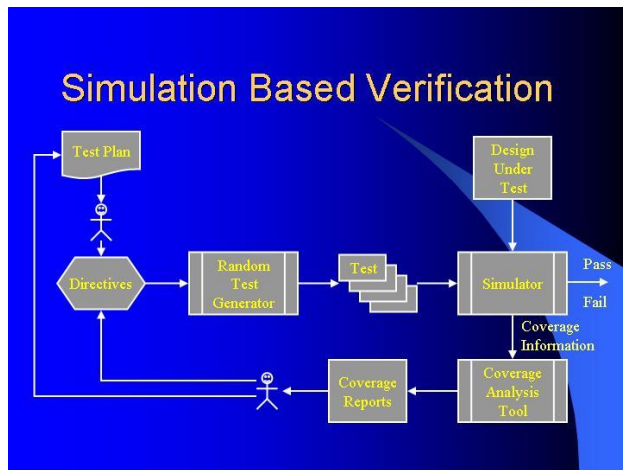 Simulation Based Verification
Test Plan
Design
Under
Test
Directives
Random
Test
Generator
Test
Simulator
Pass
Fail
Coverage
Information
Coverage
Reports
Coverage
Analysis
Tool